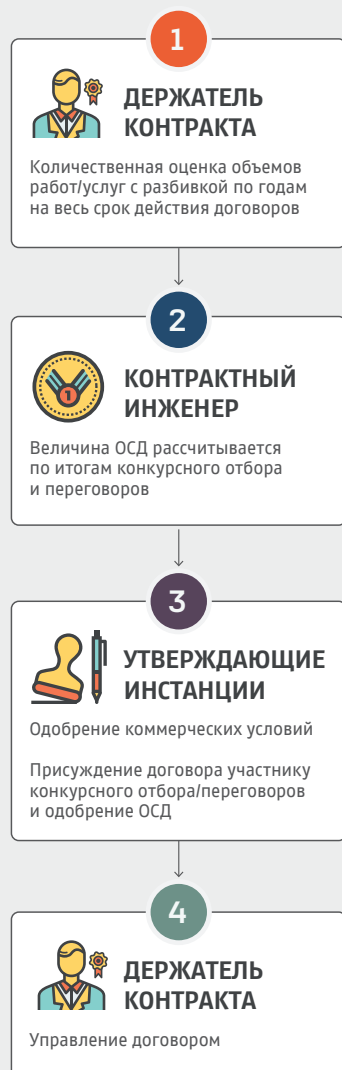 1
ДЕРЖАТЕЛЬ
КОНТРАКТА
Количественная оценка объемов
работ/услуг с разбивкой по годам
на весь срок действия договоров
2
1
КОНТРАКТНЫЙ
ИНЖЕНЕР
Величина ОСД рассчитывается
по итогам конкурсного отбора
и переговоров
3
УТВЕРЖДАЮЩИЕ
ИНСТАНЦИИ
Одобрение коммерческих условий
Присуждение договора участнику
конкурсного отбора/переговоров
и одобрение ОСД
4
ДЕРЖАТЕЛЬ
КОНТРАКТА
Управление договором